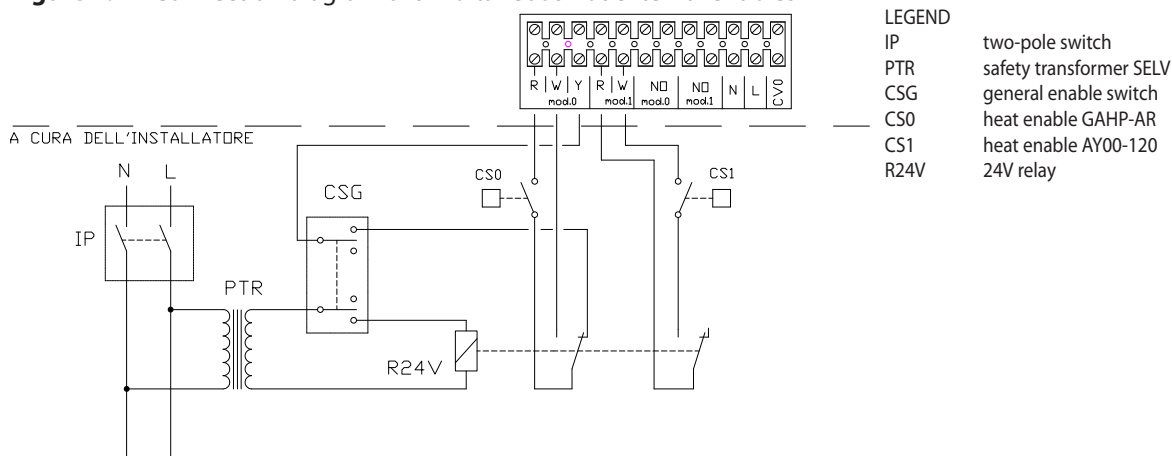 LEGEND
IP two-pole switch
PTR safety transformer SELV
CSG general enable switch
CS0 heat enable GAHP-AR
CS1 heat enable AY00-120
R24V 24V relay
R W Y R W NO NO N L CV0
mod.0 mod.1 mod.0 mod.1
A CURA DELL'INSTALLATORE
N L
CS0
CS1
CSG
IP
PTR
R24V